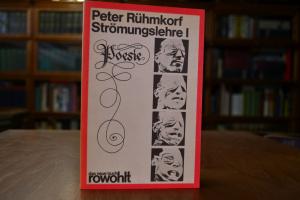 Peter Rühmkorf
Strömungslehre I
Poesie
das neue buch
rowohlt